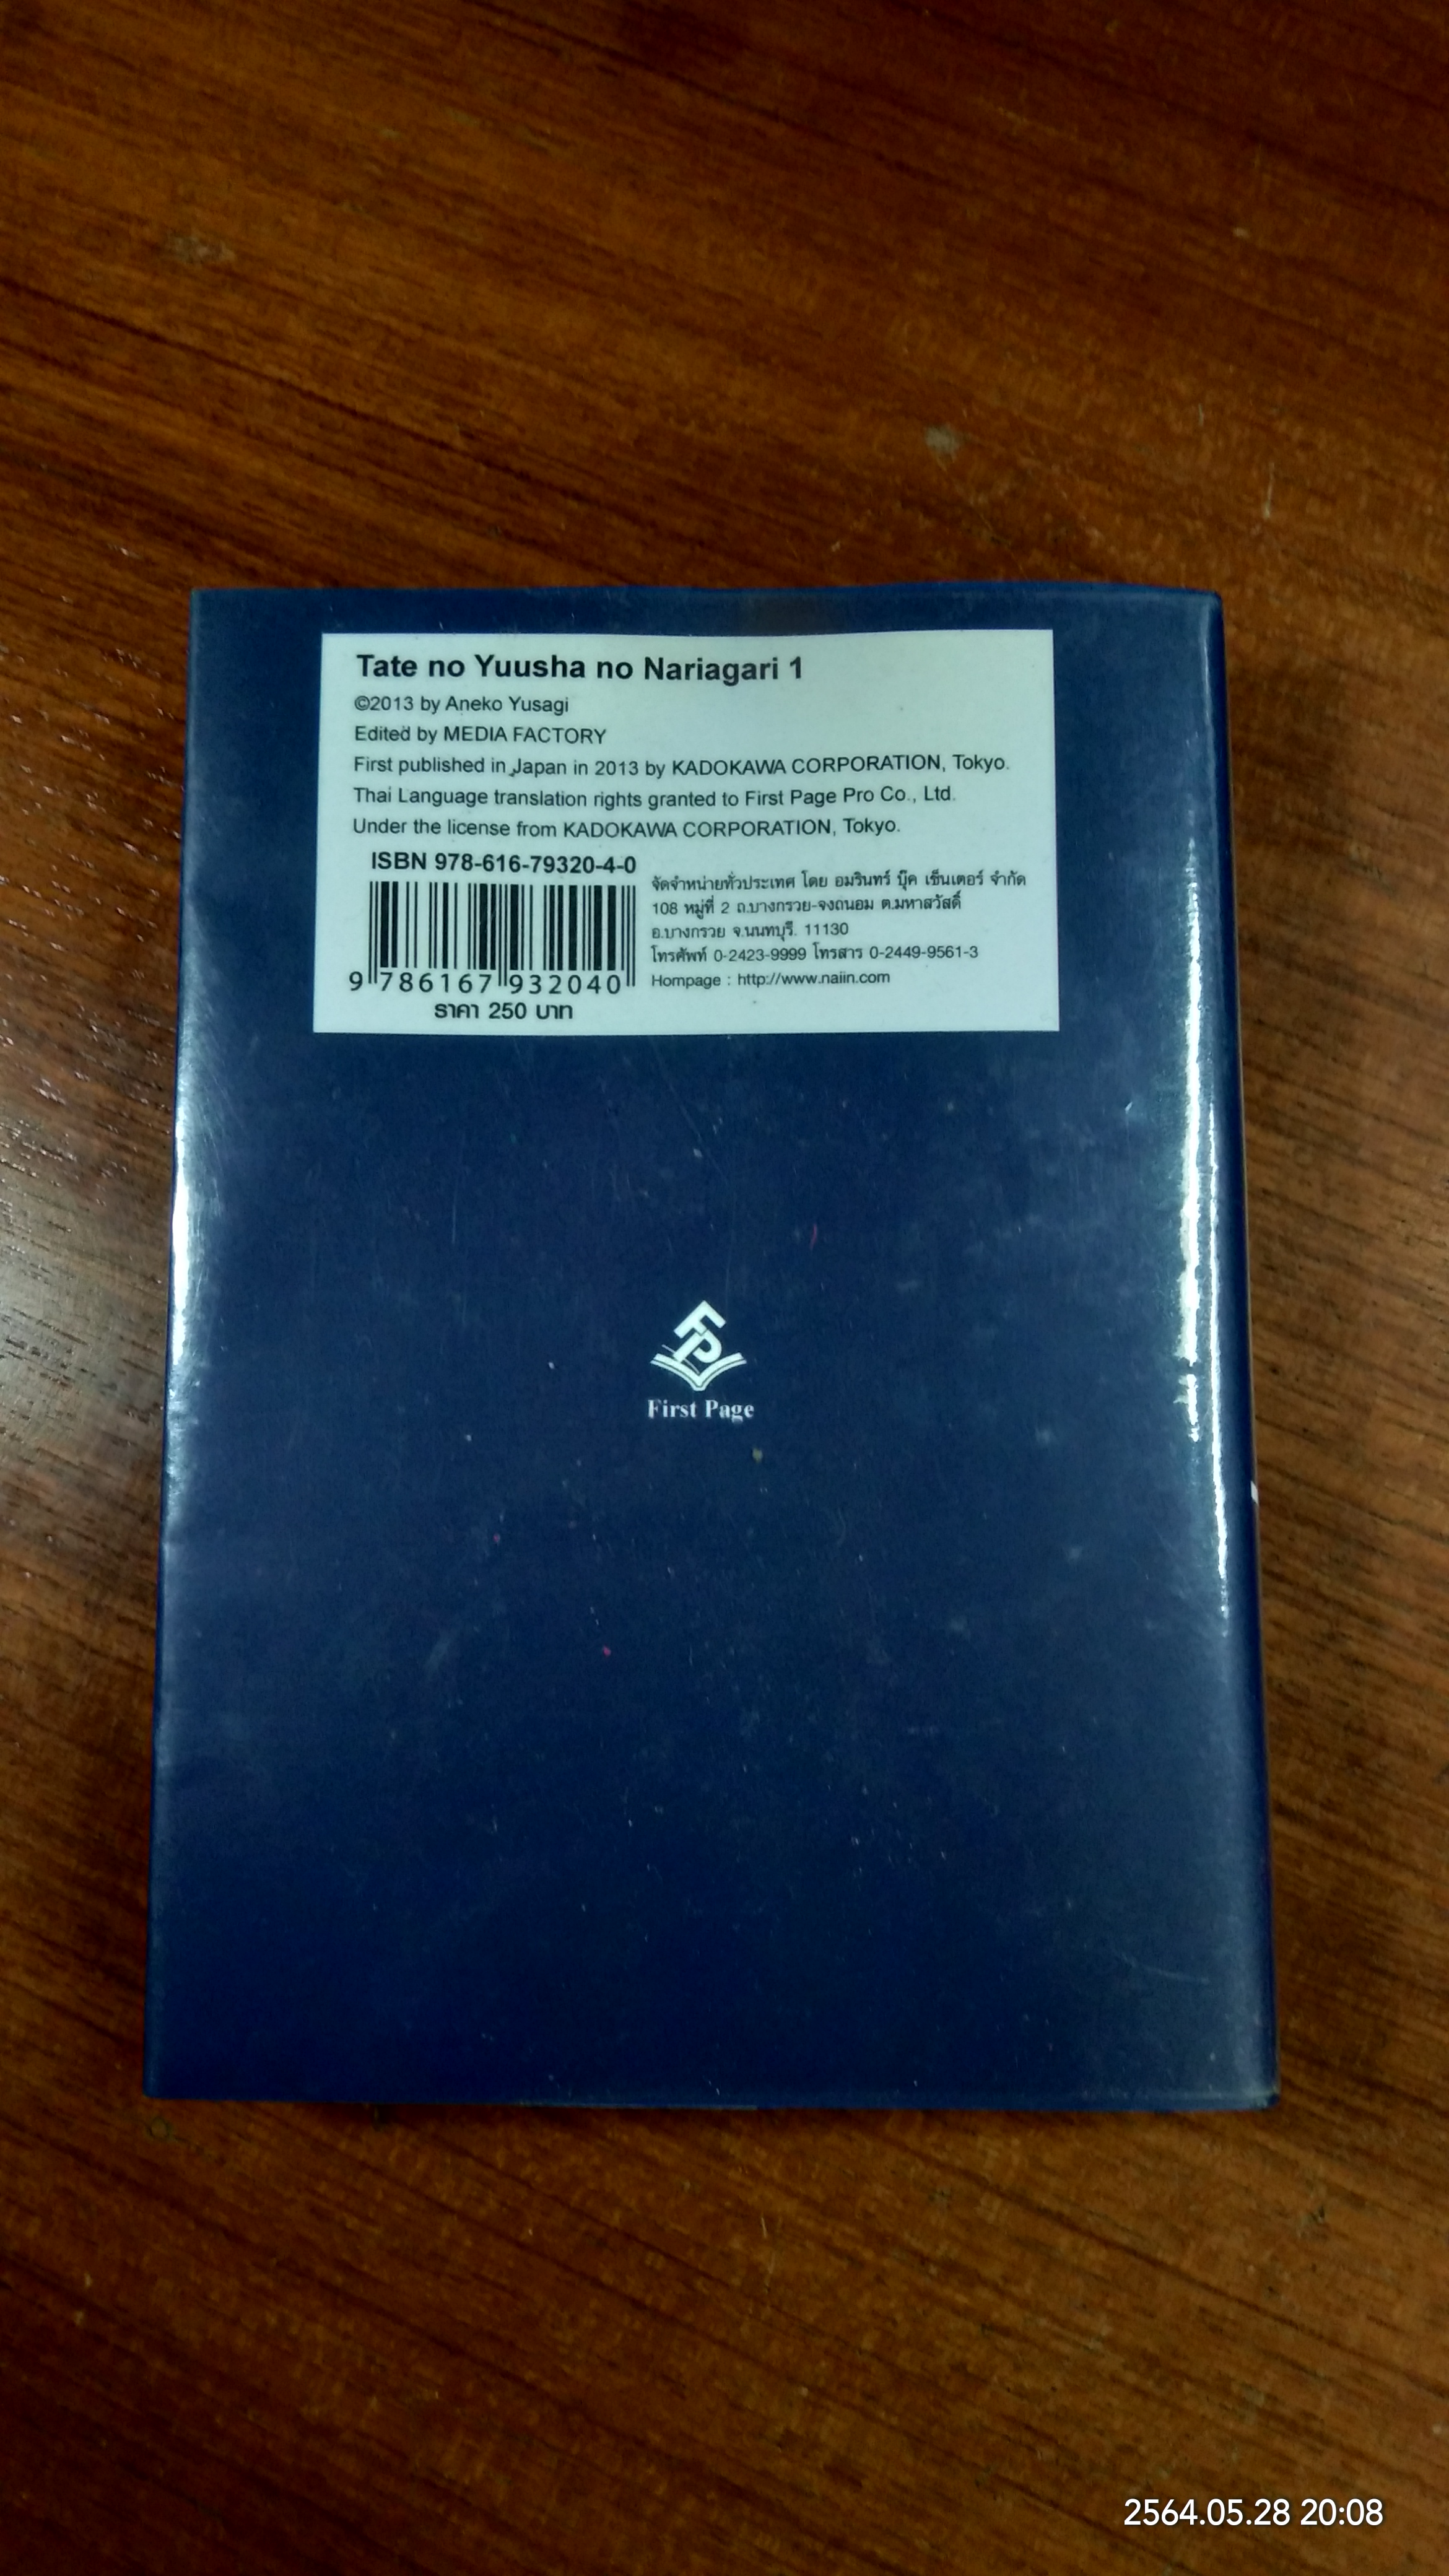 Tate no Yuusha no Nariagari 1
©2013 by Aneko Yusagi
Edited by MEDIA FACTORY
First published in Japan in 2013 by KADOKAWA CORPORATION, Tokyo.
Thai Language translation rights granted to First Page Pro Co., Ltd.
Under the license from KADOKAWA CORPORATION, Tokyo.
ISBN 978-616-79320-4-0
9 786167 932040
ราคา 250 บาท
จัดจำหน่ายทั่วประเทศ โดย อมรินทร์ บุ๊ค เซ็นเตอร์ จำกัด
108 หมู่ที่ 2 ถ.บางกรวย-จงถนอม ต.มหาสวัสดิ์
อ.บางกรวย จ.นนทบุรี. 11130
โทรศัพท์ 0-2423-9999 โทรสาร 0-2449-9561-3
Hompage : http://www.naiin.com
FP
First Page
2564.05.28 20:08